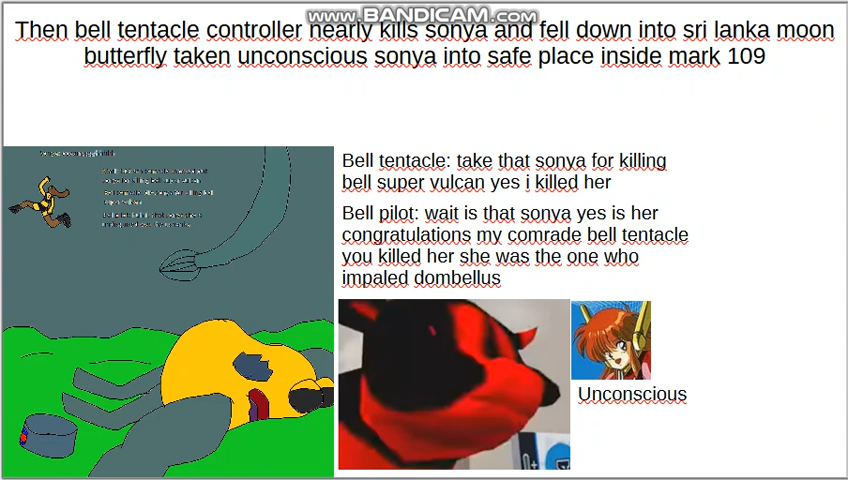 www.BANDICAM.com
Then bell tentacle controller nearly kills sonya and fell down into sri lanka moon
butterfly taken unconscious sonya into safe place inside mark 109
Bell tentacle: take that sonya for killing
bell super vulcan yes i killed her
Bell pilot: wait is that sonya yes is her
congratulations my comrade bell tentacle
you killed her she was the one who
impaled dombellus
Unconscious